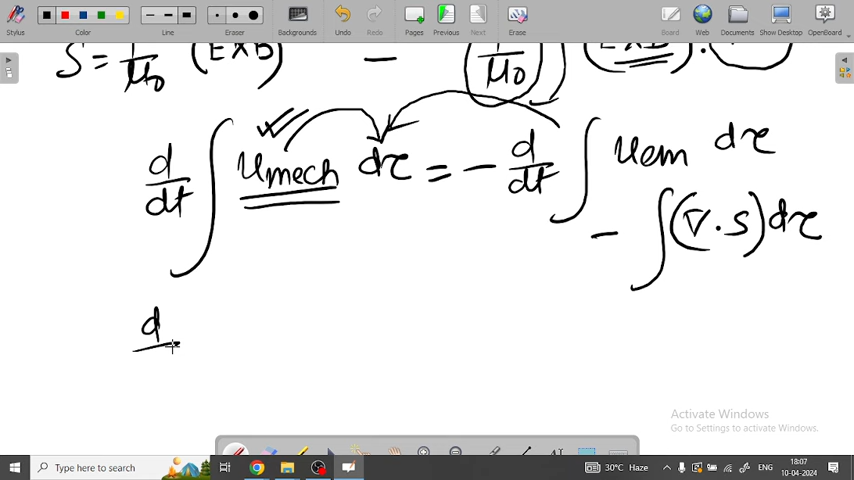 Stylus
Color
Line
Eraser
Backgrounds
Undo
Redo
Pages
Previous
Next
Erase
Board
Web
Documents
Show Desktop
OpenBoard
S = 1/μ₀ (E×B) − (1/μ₀) (E×B).
d/dt ∫ Umech dτ = − d/dt ∫ Uem dτ
− ∫(∇.S)dτ
d
Activate Windows
Go to Settings to activate Windows.
Type here to search
30°C Haze
ENG
18:07
10-04-2024